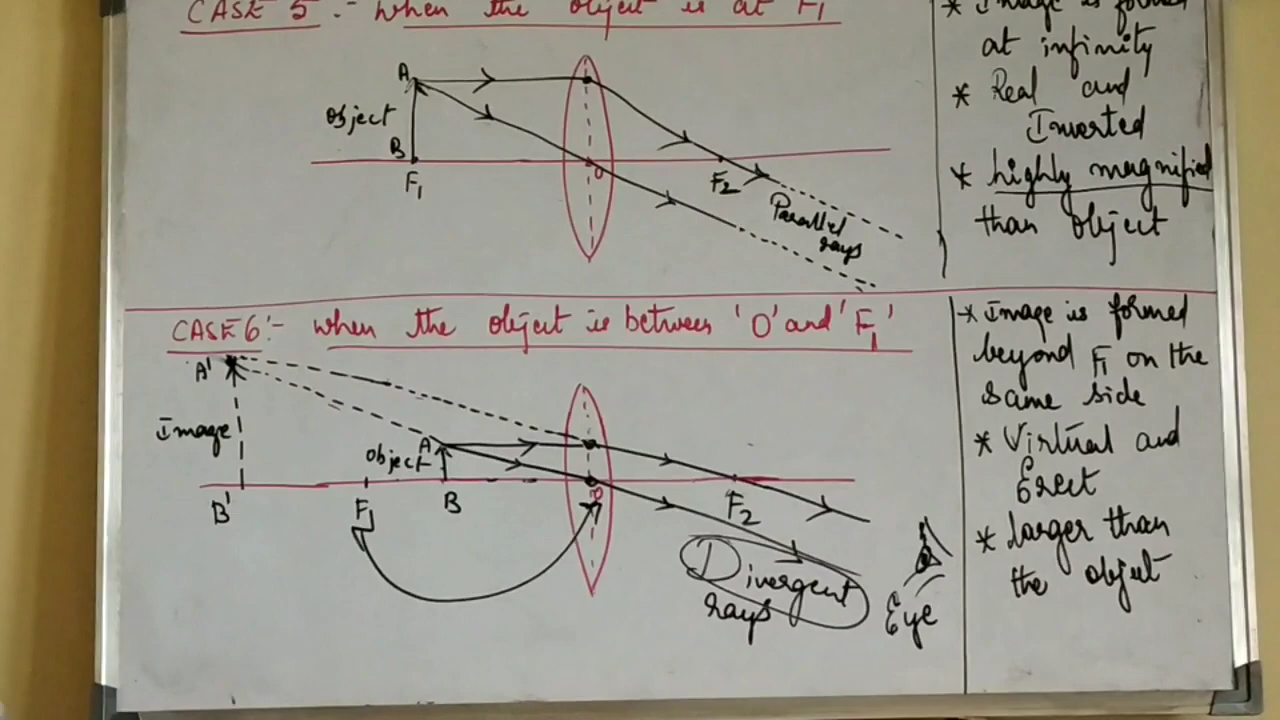 CASE 5 :- when the object is at F1
* Image is formed
at infinity
* Real and
Inverted
* highly magnified
than object
A
Object
B
F1
O
F2
Parallel
rays
CASE 6 :- when the object is between 'O' and 'F1'
* Image is formed
beyond F1 on the
same side
* Virtual and
Erect
* larger than
the object
A'
Image
B'
A
Object
F1
B
O
F2
Divergent
rays
Eye